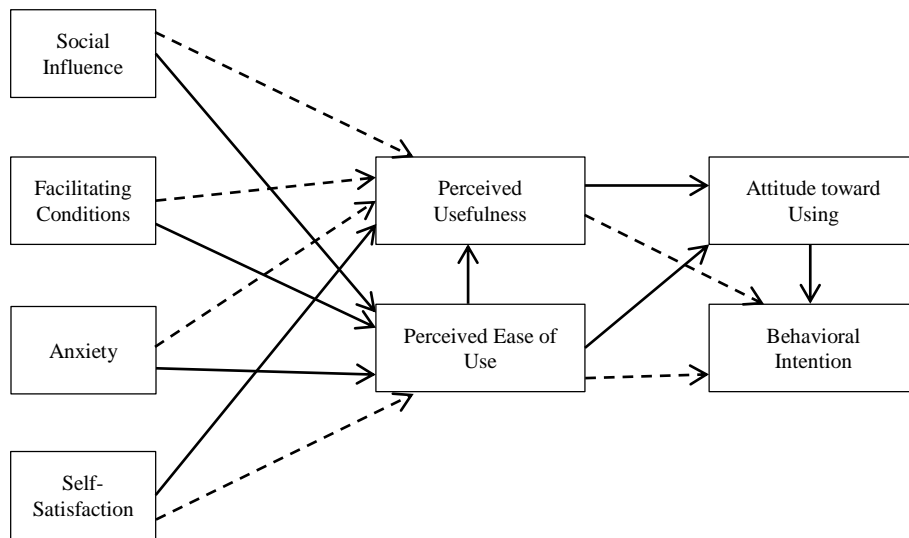 Social
Influence
Facilitating
Conditions
Anxiety
Self-
Satisfaction
Perceived
Usefulness
Perceived Ease of
Use
Attitude toward
Using
Behavioral
Intention